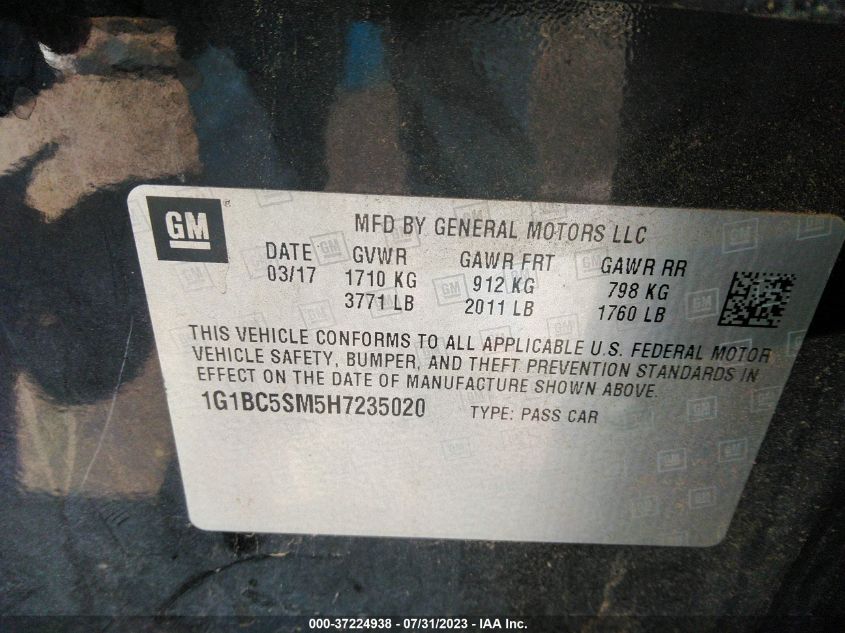 GM
MFD BY GENERAL MOTORS LLC
DATE GVWR GAWR FRT GAWR RR
03/17 1710 KG 912 KG 798 KG
3771 LB 2011 LB 1760 LB
THIS VEHICLE CONFORMS TO ALL APPLICABLE U.S. FEDERAL MOTOR
VEHICLE SAFETY, BUMPER, AND THEFT PREVENTION STANDARDS IN
EFFECT ON THE DATE OF MANUFACTURE SHOWN ABOVE.
1G1BC5SM5H7235020 TYPE: PASS CAR
000-37224938 - 07/31/2023 - IAA Inc.